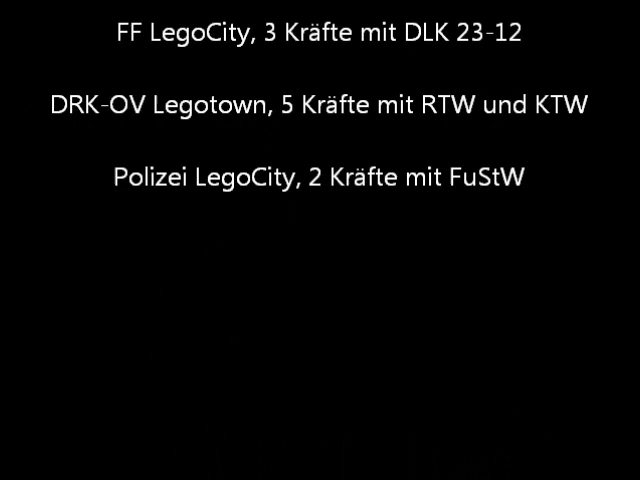 FF LegoCity, 3 Kräfte mit DLK 23-12
DRK-OV Legotown, 5 Kräfte mit RTW und KTW
Polizei LegoCity, 2 Kräfte mit FuStW